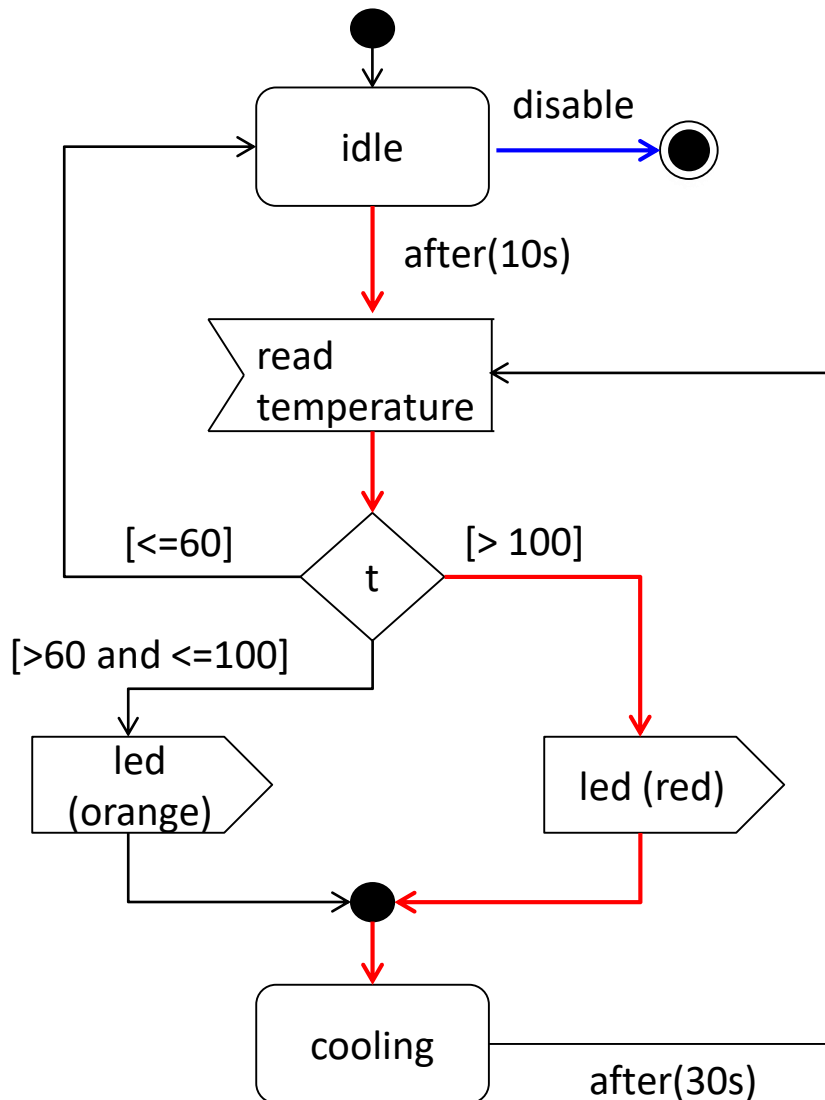 disable
idle
after(10s)
read
temperature
[<=60]
[> 100]
t
[>60 and <=100]
led
(orange)
led (red)
cooling
after(30s)